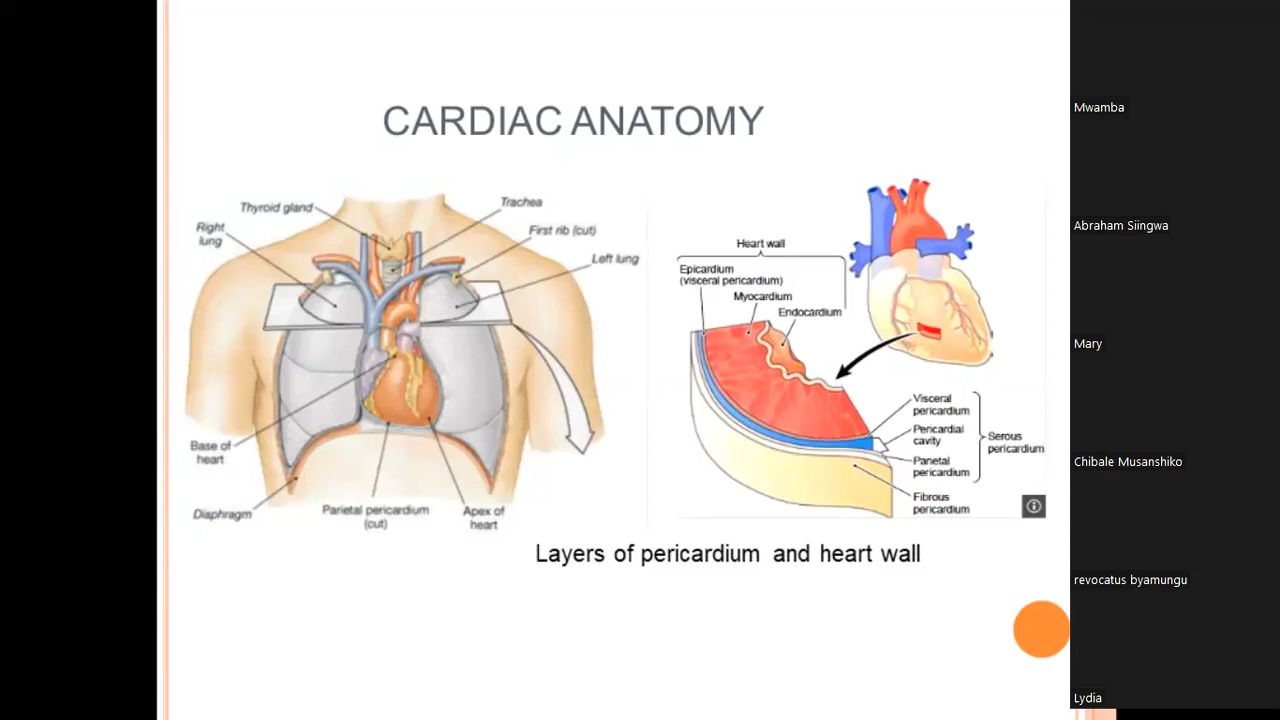 CARDIAC ANATOMY
Thyroid gland
Trachea
Right
lung
First rib (cut)
Left lung
Base of
heart
Diaphragm
Parietal pericardium
(cut)
Apex of
heart
Heart wall
Epicardium
(visceral pericardium)
Myocardium
Endocardium
Visceral
pericardium
Pericardial
cavity
Parietal
pericardium
Serous
pericardium
Fibrous
pericardium
Layers of pericardium and heart wall
Mwamba
Abraham Siingwa
Mary
Chibale Musanshiko
revocatus byamungu
Lydia